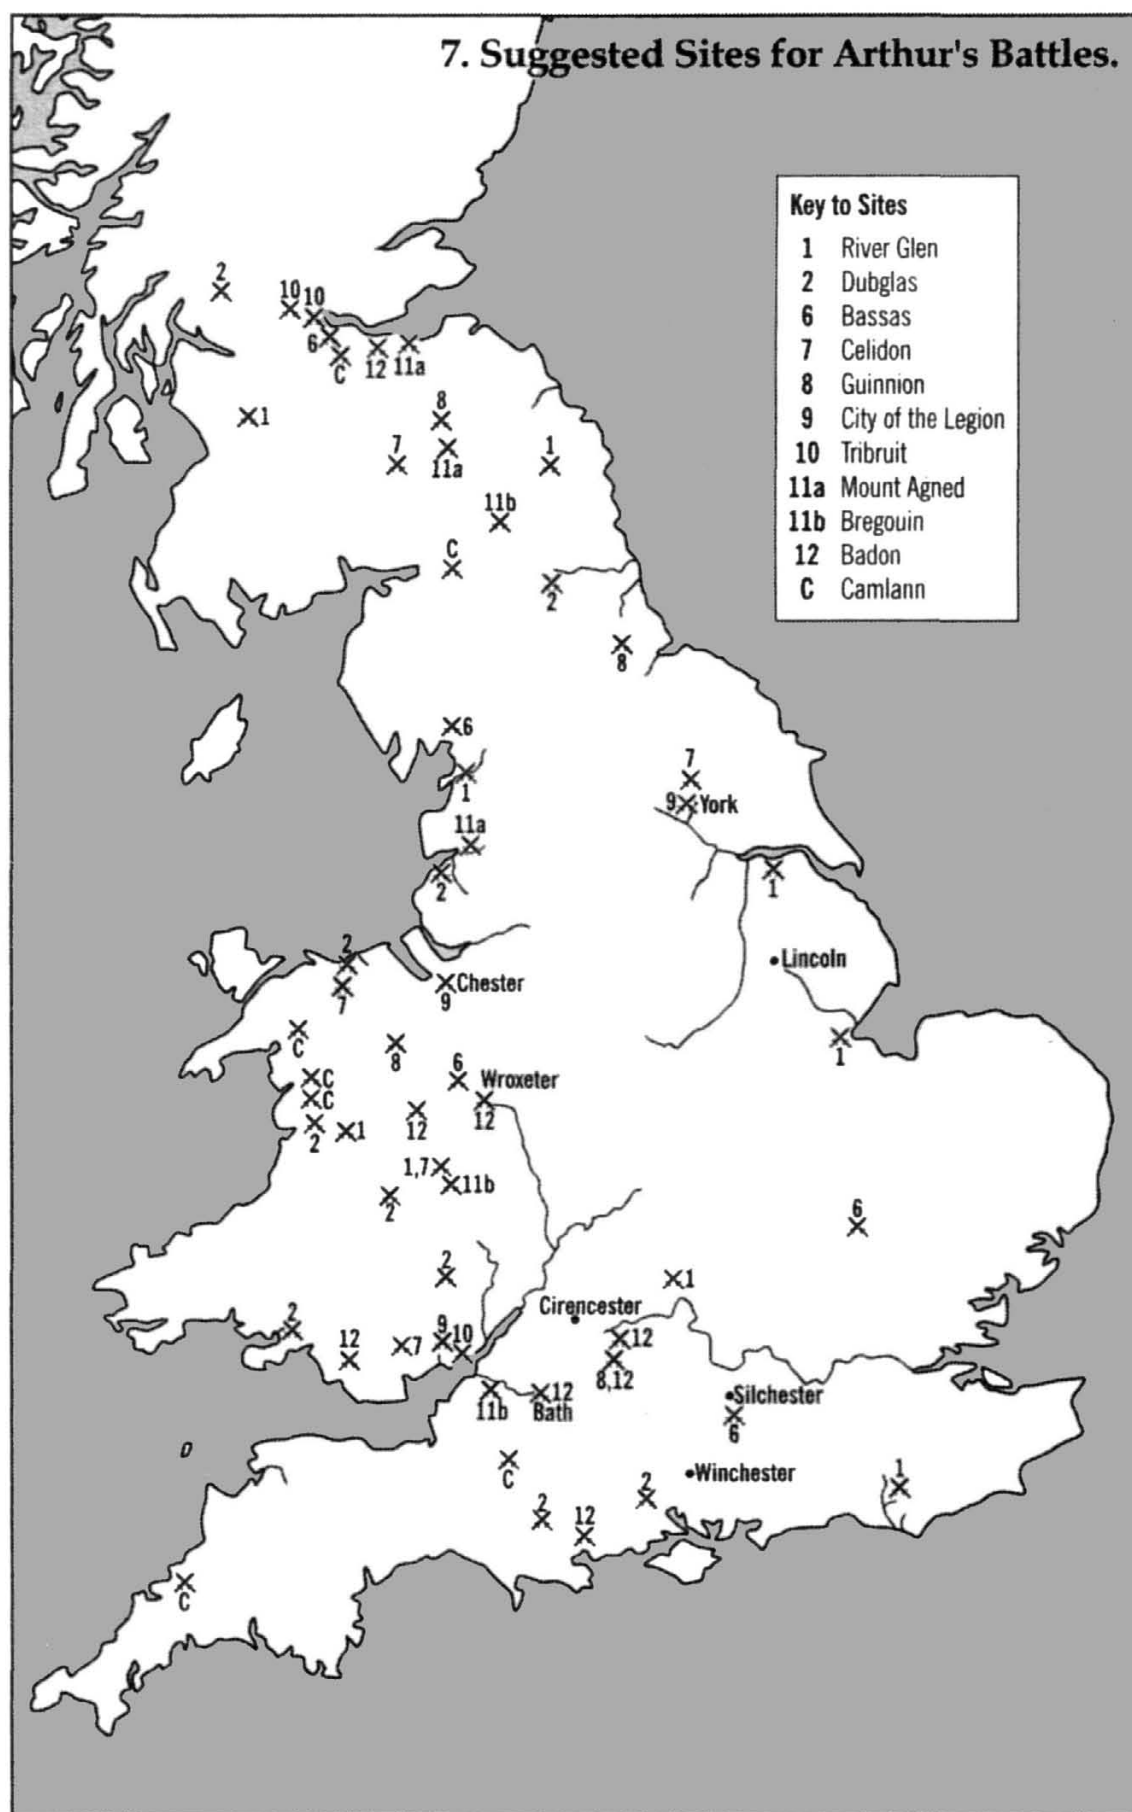 7. Suggested Sites for Arthur's Battles.
Key to Sites
1 River Glen
2 Dubglas
6 Bassas
7 Celidon
8 Guinnion
9 City of the Legion
10 Tribruit
11a Mount Agned
11b Bregouin
12 Badon
C Camlann
2
10
10
6
C
12
11a
1
8
7
11a
1
11b
C
2
8
6
1
7
9 York
11a
2
1
2
7
9
Chester
Lincoln
C
8
1
C
6
Wroxeter
C
2
1
12
12
1,7
11b
2
6
2
1
Cirencester
2
12
7
9
10
12
8,12
11b
12
Bath
Silchester
6
C
Winchester
2
2
12
1
C